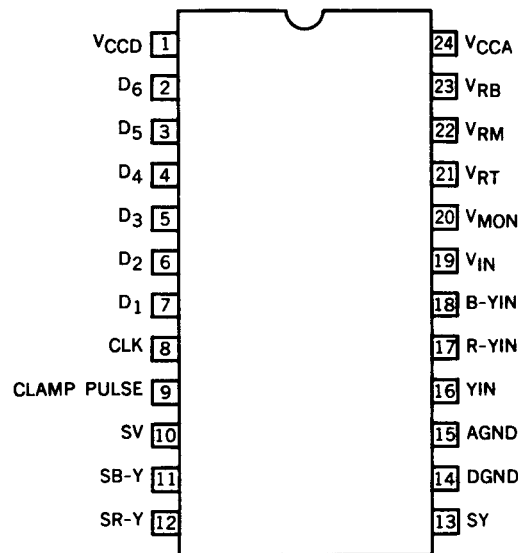 VCCD 1 24 VCCA
D6 2 23 VRB
D5 3 22 VRM
D4 4 21 VRT
D3 5 20 VMON
D2 6 19 VIN
D1 7 18 B-YIN
CLK 8 17 R-YIN
CLAMP PULSE 9 16 YIN
SV 10 15 AGND
SB-Y 11 14 DGND
SR-Y 12 13 SY